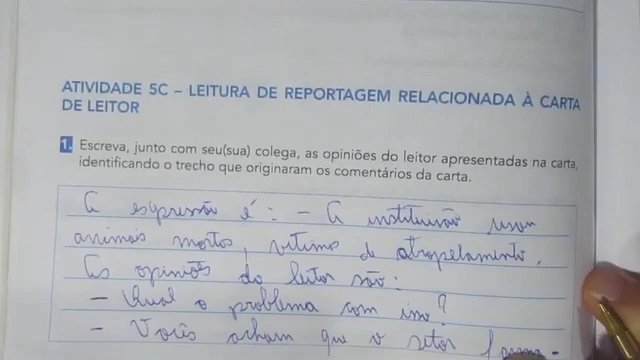 ATIVIDADE 5C – LEITURA DE REPORTAGEM RELACIONADA À CARTA
DE LEITOR
1. Escreva, junto com seu(sua) colega, as opiniões do leitor apresentadas na carta,
identificando o trecho que originaram os comentários da carta.
A expressão é: – A instituição usou
animais mortos, vítimas de atropelamento.
As opiniões do leitor são:
– Qual o problema com isso?
– Vocês acham que o setor